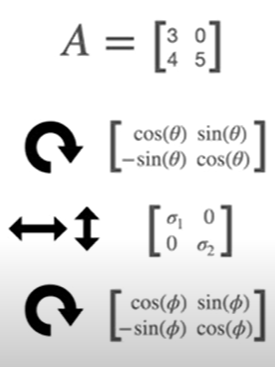 A = [3 0
4 5]
[cos(θ) sin(θ)
−sin(θ) cos(θ)]
[σ₁ 0
0 σ₂]
[cos(ϕ) sin(ϕ)
−sin(ϕ) cos(ϕ)]